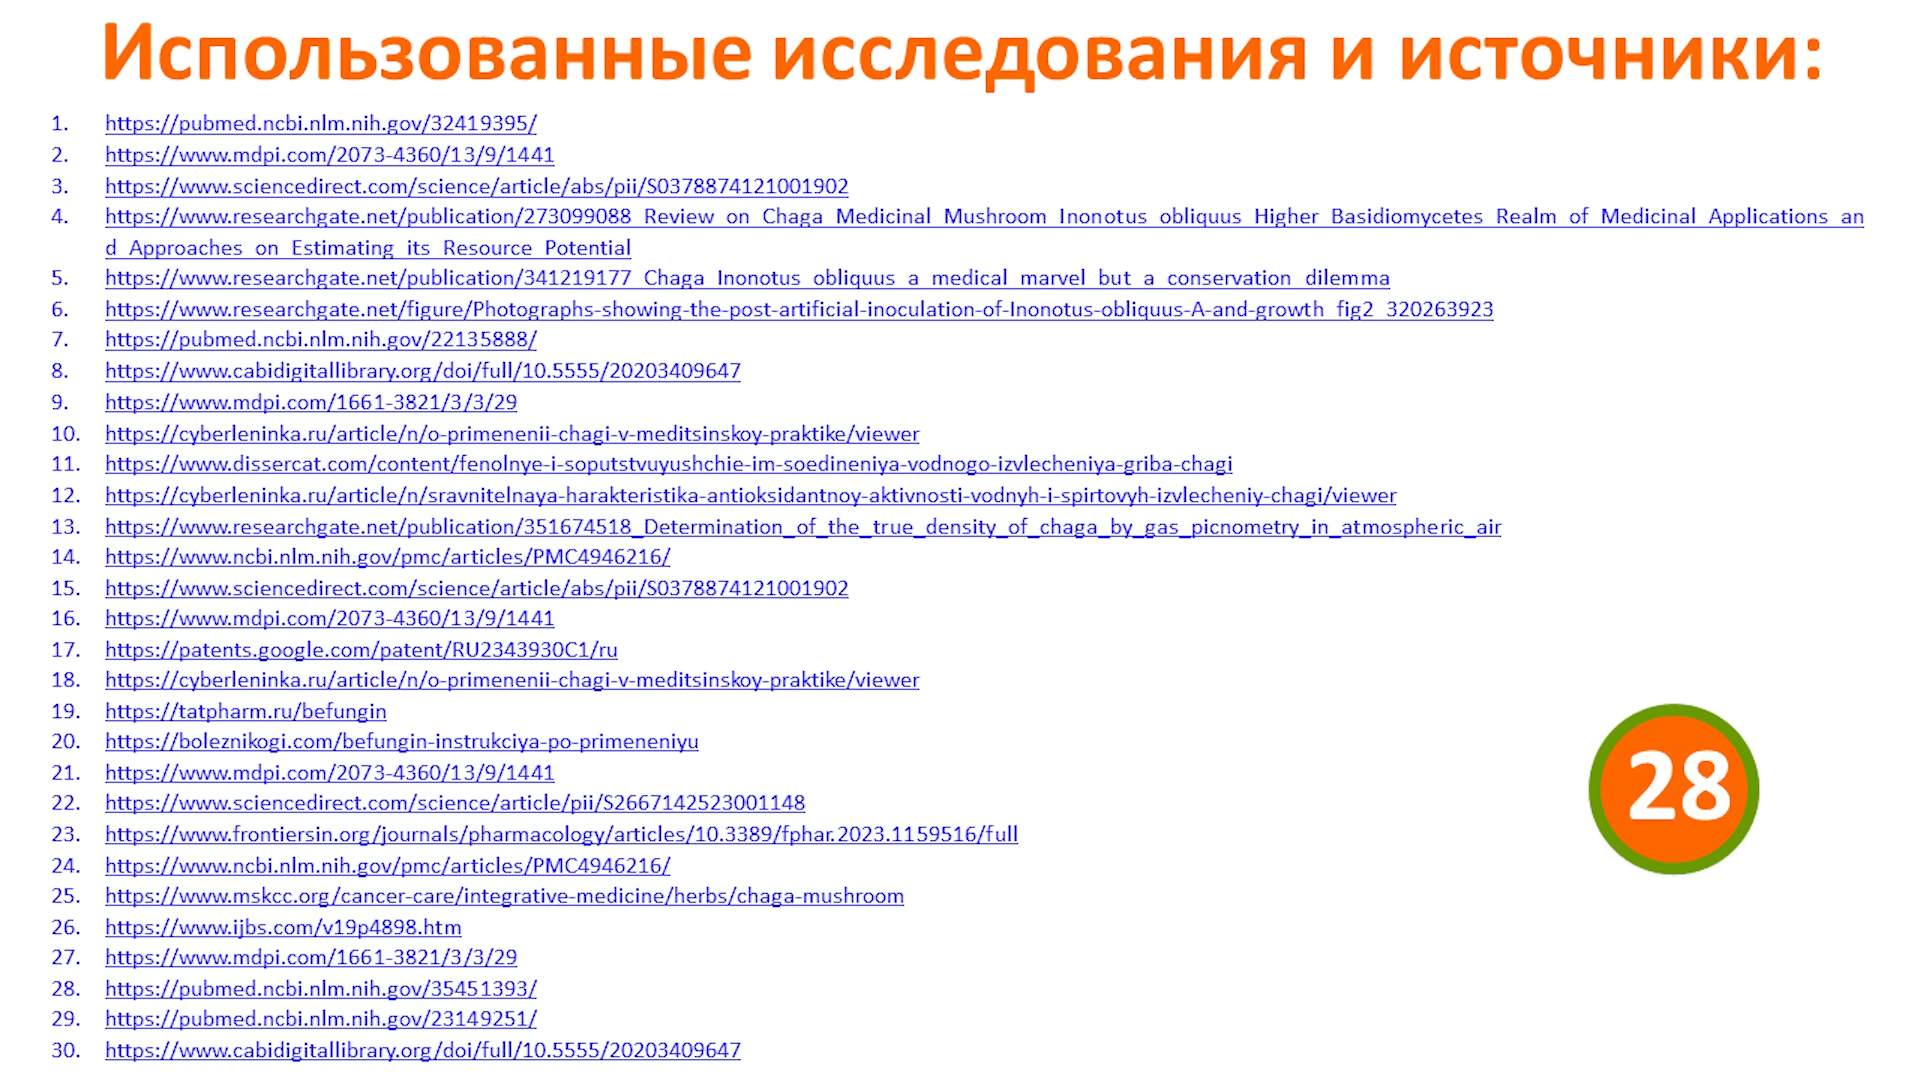 Использованные исследования и источники:
1. https://pubmed.ncbi.nlm.nih.gov/32419395/
2. https://www.mdpi.com/2073-4360/13/9/1441
3. https://www.sciencedirect.com/science/article/abs/pii/S0378874121001902
4. https://www.researchgate.net/publication/273099088_Review_on_Chaga_Medicinal_Mushroom_Inonotus_obliquus_Higher_Basidiomycetes_Realm_of_Medicinal_Applications_an
d_Approaches_on_Estimating_its_Resource_Potential
5. https://www.researchgate.net/publication/341219177_Chaga_Inonotus_obliquus_a_medical_marvel_but_a_conservation_dilemma
6. https://www.researchgate.net/figure/Photographs-showing-the-post-artificial-inoculation-of-Inonotus-obliquus-A-and-growth_fig2_320263923
7. https://pubmed.ncbi.nlm.nih.gov/22135888/
8. https://www.cabidigitallibrary.org/doi/full/10.5555/20203409647
9. https://www.mdpi.com/1661-3821/3/3/29
10. https://cyberleninka.ru/article/n/o-primenenii-chagi-v-meditsinskoy-praktike/viewer
11. https://www.dissercat.com/content/fenolnye-i-soputstvuyushchie-im-soedineniya-vodnogo-izvlecheniya-griba-chagi
12. https://cyberleninka.ru/article/n/sravnitelnaya-harakteristika-antioksidantnoy-aktivnosti-vodnyh-i-spirtovyh-izvlecheniy-chagi/viewer
13. https://www.researchgate.net/publication/351674518_Determination_of_the_true_density_of_chaga_by_gas_picnometry_in_atmospheric_air
14. https://www.ncbi.nlm.nih.gov/pmc/articles/PMC4946216/
15. https://www.sciencedirect.com/science/article/abs/pii/S0378874121001902
16. https://www.mdpi.com/2073-4360/13/9/1441
17. https://patents.google.com/patent/RU2343930C1/ru
18. https://cyberleninka.ru/article/n/o-primenenii-chagi-v-meditsinskoy-praktike/viewer
19. https://tatpharm.ru/befungin
20. https://boleznikogi.com/befungin-instrukciya-po-primeneniyu
21. https://www.mdpi.com/2073-4360/13/9/1441
22. https://www.sciencedirect.com/science/article/pii/S2667142523001148
23. https://www.frontiersin.org/journals/pharmacology/articles/10.3389/fphar.2023.1159516/full
24. https://www.ncbi.nlm.nih.gov/pmc/articles/PMC4946216/
25. https://www.mskcc.org/cancer-care/integrative-medicine/herbs/chaga-mushroom
26. https://www.ijbs.com/v19p4898.htm
27. https://www.mdpi.com/1661-3821/3/3/29
28. https://pubmed.ncbi.nlm.nih.gov/35451393/
29. https://pubmed.ncbi.nlm.nih.gov/23149251/
30. https://www.cabidigitallibrary.org/doi/full/10.5555/20203409647
28